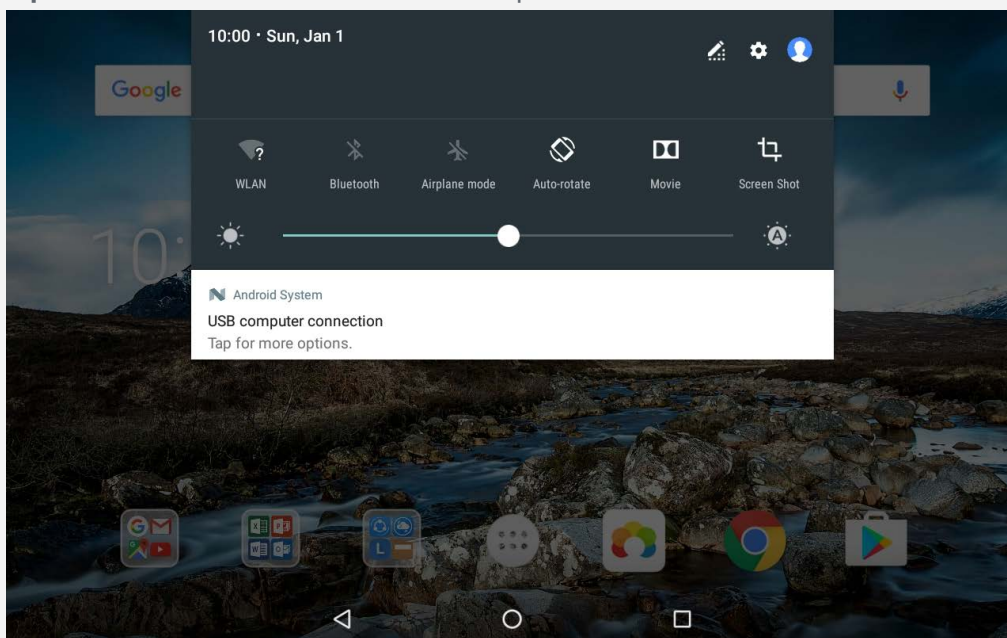 10:00 · Sun, Jan 1
Google
?
WLAN
Bluetooth
Airplane mode
Auto-rotate
Movie
Screen Shot
A
10:
N Android System
USB computer connection
Tap for more options.